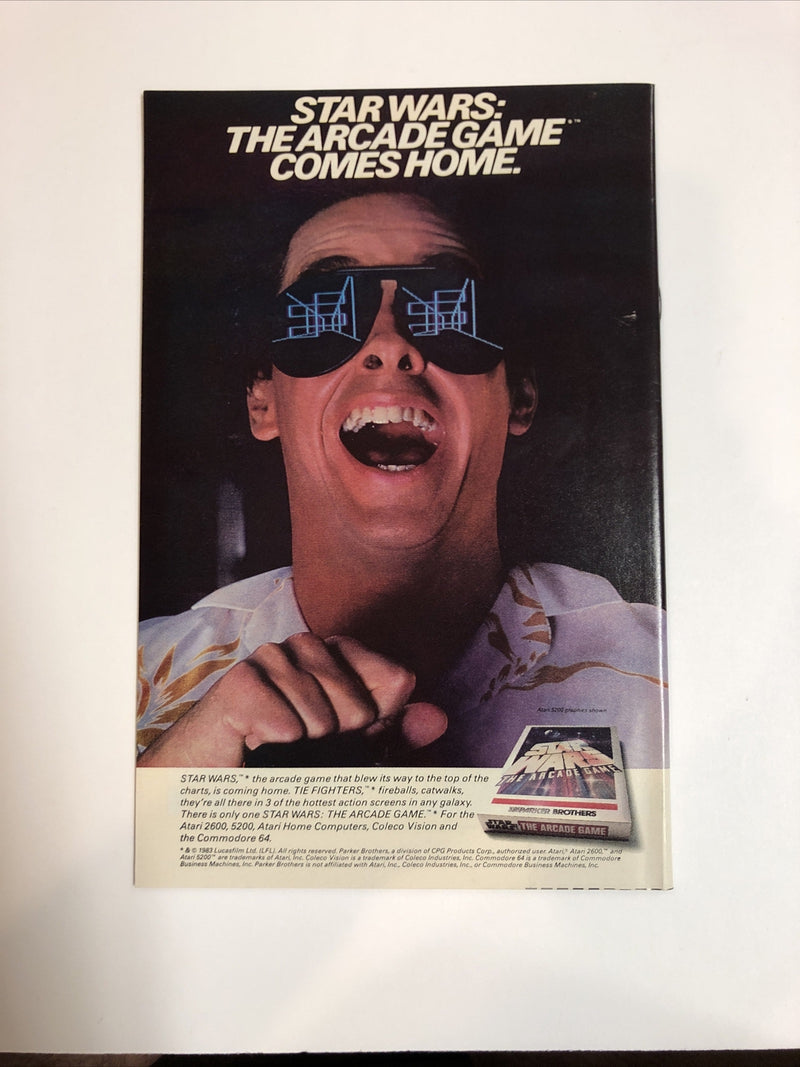 STAR WARS:
THE ARCADE GAME*™
COMES HOME.
Atari 5200 graphics shown
STAR WARS,™* the arcade game that blew its way to the top of the
charts, is coming home. TIE FIGHTERS,™* fireballs, catwalks,
they're all there in 3 of the hottest action screens in any galaxy.
There is only one STAR WARS: THE ARCADE GAME.™* For the
Atari 2600, 5200, Atari Home Computers, Coleco Vision and
the Commodore 64.
STAR
WARS
THE ARCADE GAME
PARKER BROTHERS
STAR
WARS
THE ARCADE GAME
* & © 1983 Lucasfilm Ltd. (LFL). All rights reserved. Parker Brothers, a division of CPG Products Corp., authorized user. Atari,® Atari 2600,™ and
Atari 5200™ are trademarks of Atari, Inc. Coleco Vision is a trademark of Coleco Industries, Inc. Commodore 64 is a trademark of Commodore
Business Machines, Inc. Parker Brothers is not affiliated with Atari, Inc., Coleco Industries, Inc., or Commodore Business Machines, Inc.